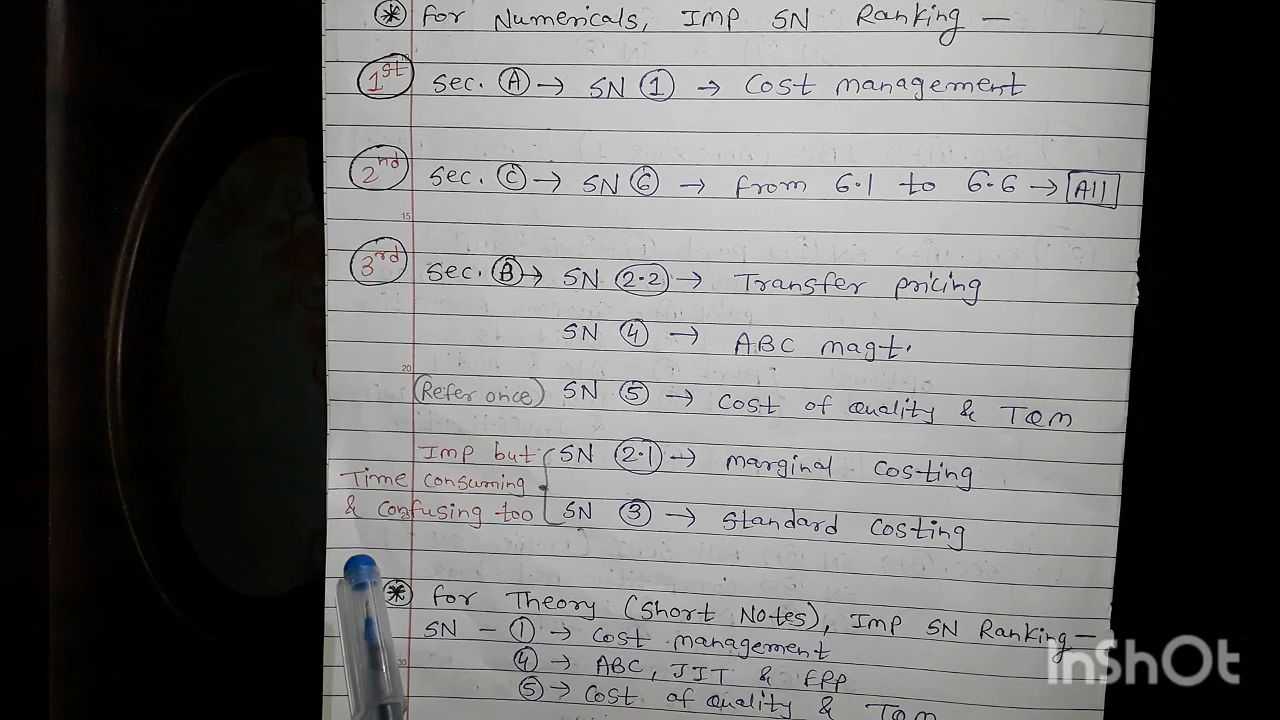 * For Numericals, Imp SN Ranking —
1st Sec. A → SN 1 → Cost management
2nd Sec. C → SN 6 → from 6.1 to 6.6 → All
15
3rd Sec. B → SN 2.2 → Transfer pricing
SN 4 → ABC magt.
20
(Refer once) SN 5 → Cost of Quality & TQM
Imp but SN 2.1 → marginal costing
Time consuming
& confusing too SN 3 → Standard Costing
* For Theory (Short Notes), Imp SN Ranking —
SN - 1 → Cost management
30
4 → ABC, JIT & FPP
5 → Cost of Quality & TQM
InShOt